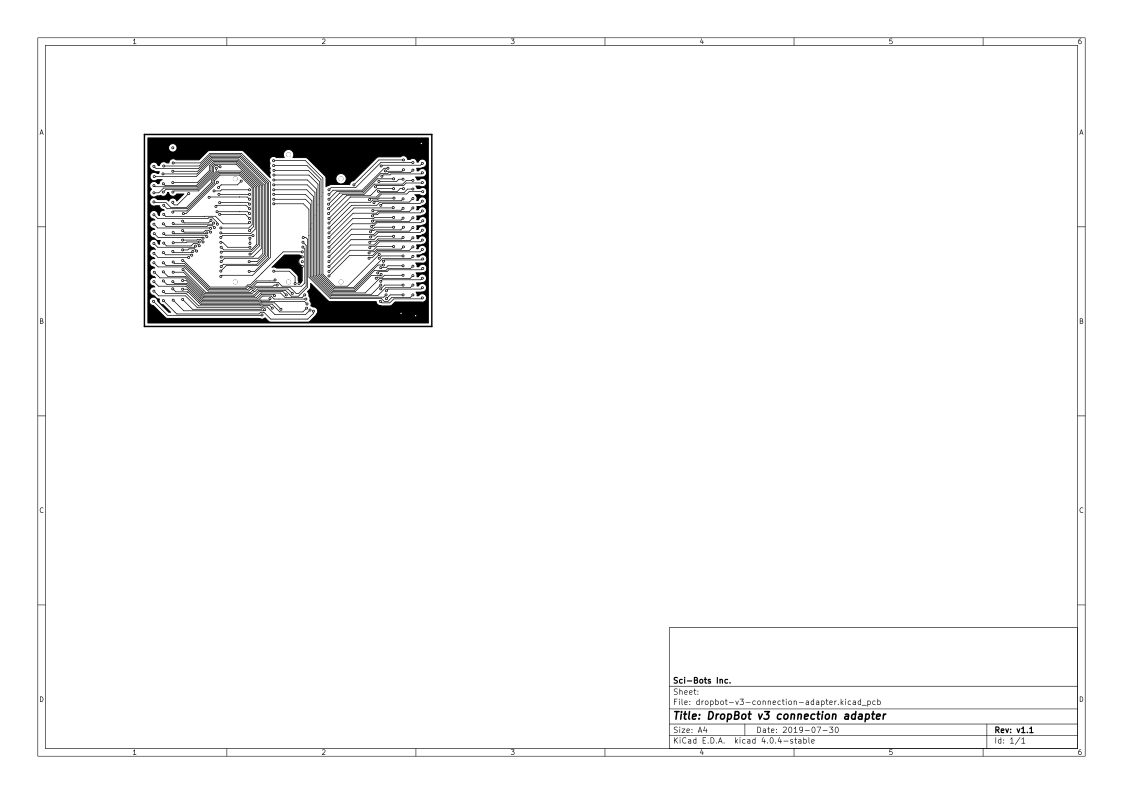 1 2 3 4 5 6
A A
B B
C C
D D
Sci-Bots Inc.
Sheet:
File: dropbot-v3-connection-adapter.kicad_pcb
Title: DropBot v3 connection adapter
Size: A4 Date: 2019-07-30 Rev: v1.1
KiCad E.D.A. kicad 4.0.4-stable Id: 1/1
1 2 3 4 5 6